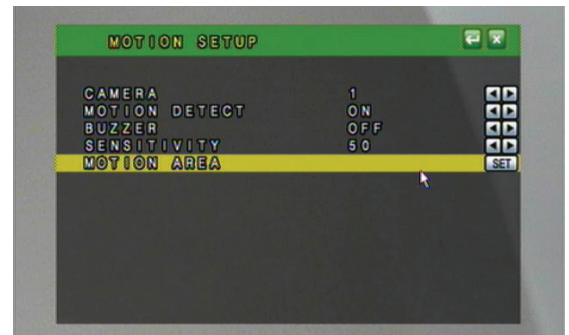 MOTION SETUP
CAMERA 1
MOTION DETECT ON
BUZZER OFF
SENSITIVITY 50
MOTION AREA SET